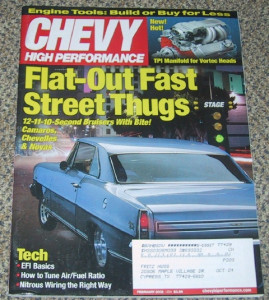 Engine Tools: Build or Buy for Less
CHEVY
HIGH PERFORMANCE
New!
Hot!
TPI Manifold for Vortec Heads
Flat-Out Fast
Street Thugs
STAGE
12-11-10-Second Bruisers With Bite!
Camaros,
Chevelles
& Novas
Tech
• EFI Basics
• How to Tune Air/Fuel Ratio
• Nitrous Wiring the Right Way
chevyhiperformance.com